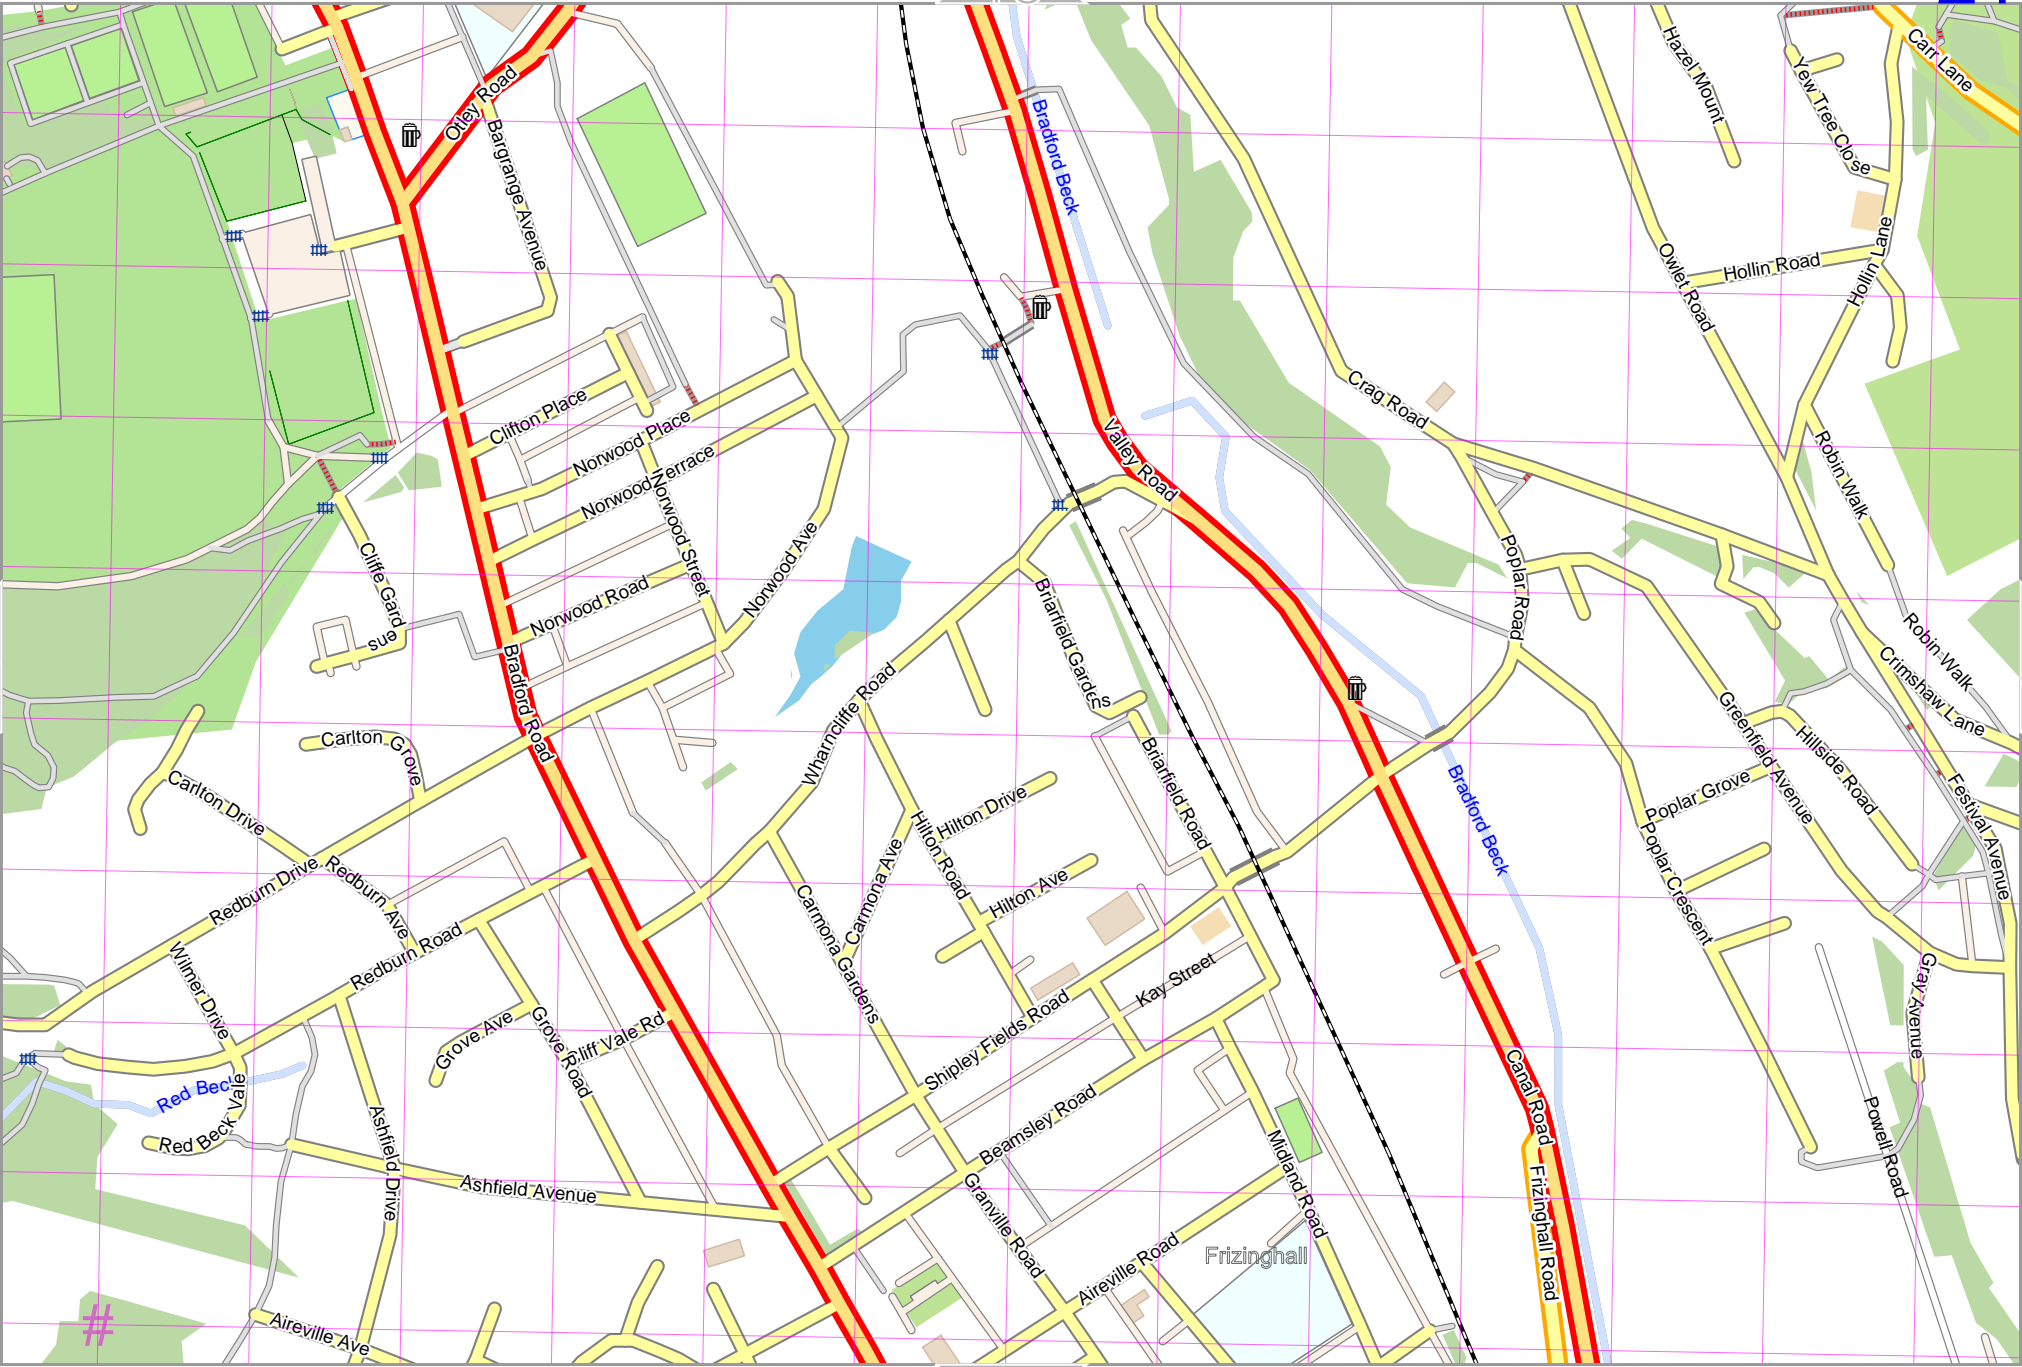 Carr Lane
Hazel Mount
Yew Tree Close
Otley Road
Bargrange Avenue
Bradford Beck
Hollin Lane
Hollin Road
Owlet Road
Crag Road
Clifton Place
Norwood Place
Norwood Terrace
Norwood Street
Valley Road
Robin Walk
Cliffe Gardens
Norwood Road
Norwood Ave
Poplar Road
Briarfield Gardens
Robin Walk
Crimshaw Lane
Bradford Road
Wharncliffe Road
Carlton Grove
Carlton Drive
Greenfield Avenue
Hillside Road
Briarfield Road
Bradford Beck
Poplar Grove
Festival Avenue
Hilton Drive
Hilton Road
Poplar Crescent
Redburn Drive
Redburn Ave
Carmona Ave
Hilton Ave
Carmona Gardens
Redburn Road
Wilmer Drive
Kay Street
Gray Avenue
Grove Ave
Grove Road
Cliff Vale Rd
Shipley Fields Road
Canal Road
Red Beck
Red Beck Vale
Ashfield Drive
Beamsley Road
Midland Road
Powell Road
Ashfield Avenue
Granville Road
Frizinghall Road
Aireville Road
Frizinghall
Aireville Ave
#